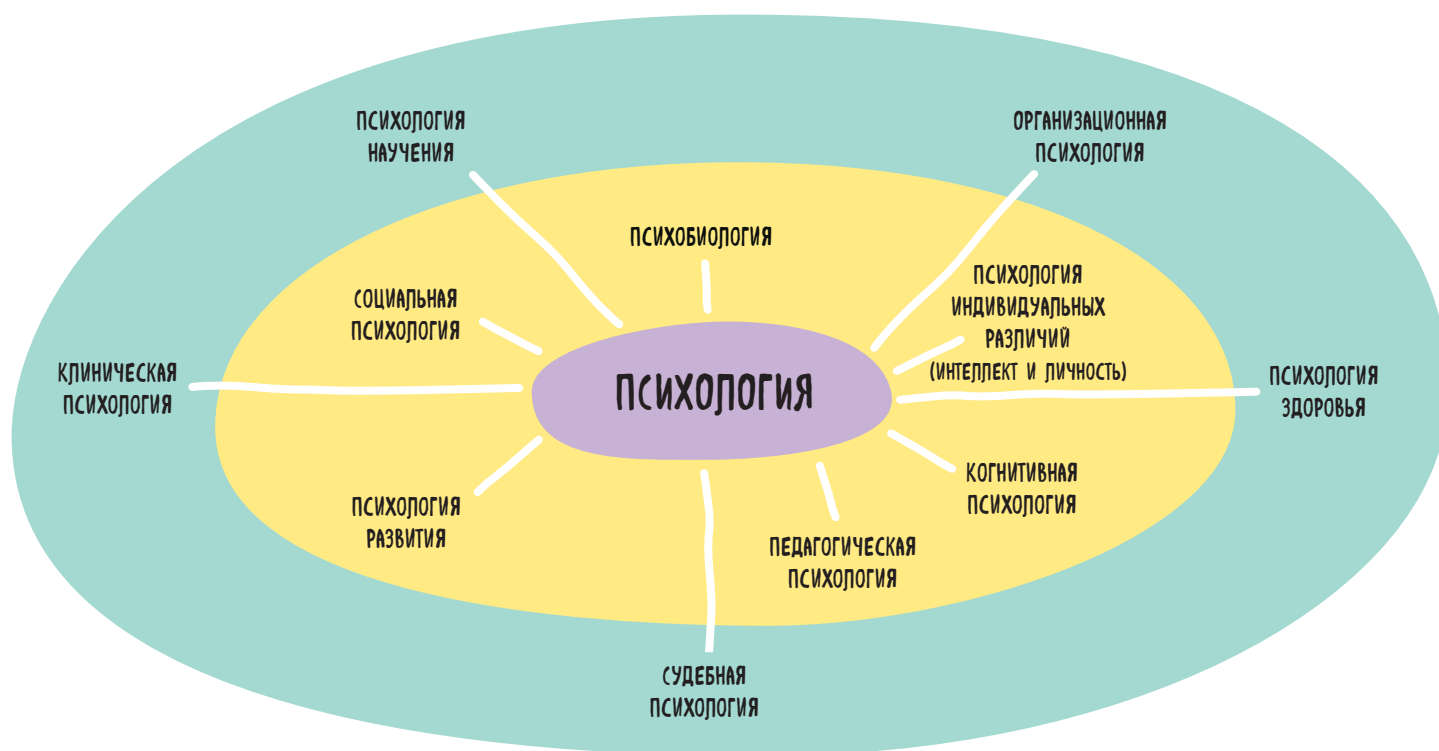 ПСИХОЛОГИЯ
НАУЧЕНИЯ
ОРГАНИЗАЦИОННАЯ
ПСИХОЛОГИЯ
ПСИХОБИОЛОГИЯ
СОЦИАЛЬНАЯ
ПСИХОЛОГИЯ
ПСИХОЛОГИЯ
ИНДИВИДУАЛЬНЫХ
РАЗЛИЧИЙ
(ИНТЕЛЛЕКТ И ЛИЧНОСТЬ)
КЛИНИЧЕСКАЯ
ПСИХОЛОГИЯ
ПСИХОЛОГИЯ
ПСИХОЛОГИЯ
ЗДОРОВЬЯ
ПСИХОЛОГИЯ
РАЗВИТИЯ
КОГНИТИВНАЯ
ПСИХОЛОГИЯ
ПЕДАГОГИЧЕСКАЯ
ПСИХОЛОГИЯ
СУДЕБНАЯ
ПСИХОЛОГИЯ